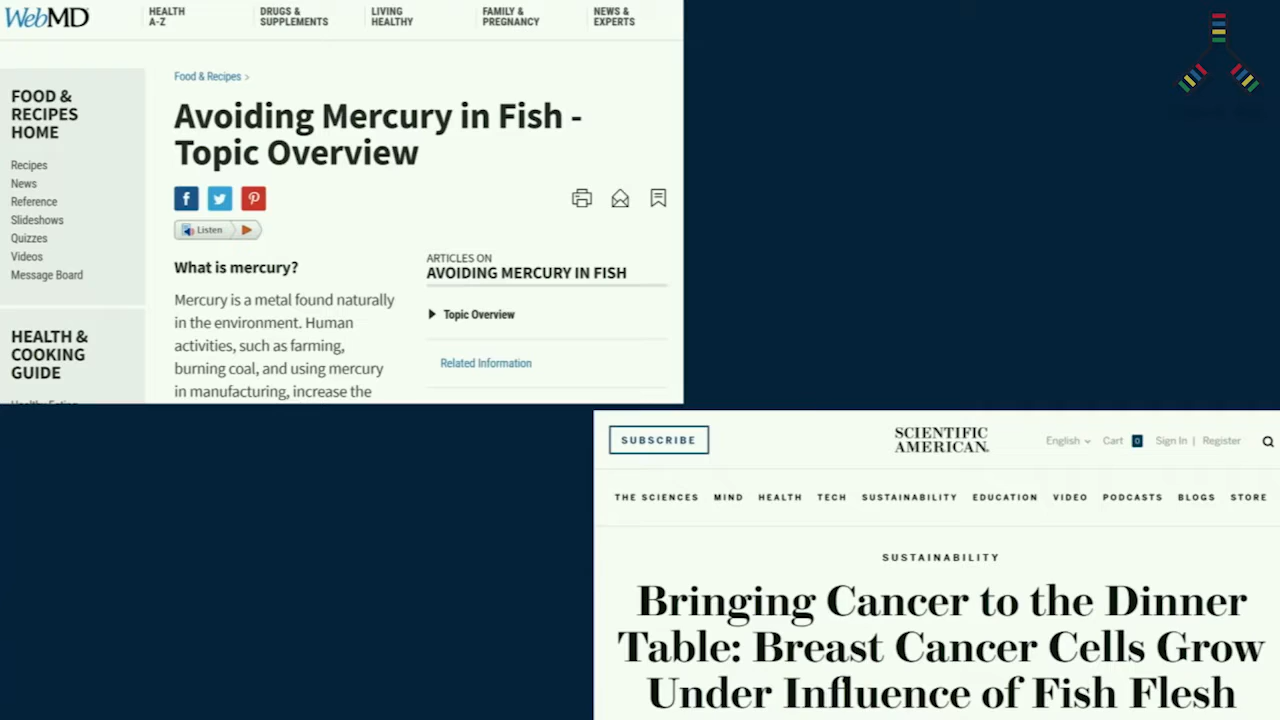 WebMD
HEALTH A-Z
DRUGS & SUPPLEMENTS
LIVING HEALTHY
FAMILY & PREGNANCY
NEWS & EXPERTS
FOOD &
RECIPES
HOME
Recipes
News
Reference
Slideshows
Quizzes
Videos
Message Board
HEALTH &
COOKING
GUIDE
Healthy Eating
Food & Recipes >
Avoiding Mercury in Fish -
Topic Overview
Listen
What is mercury?
Mercury is a metal found naturally
in the environment. Human
activities, such as farming,
burning coal, and using mercury
in manufacturing, increase the
ARTICLES ON
AVOIDING MERCURY IN FISH
Topic Overview
Related Information
SUBSCRIBE
SCIENTIFIC
AMERICAN
English Cart 0 Sign In | Register
THE SCIENCES MIND HEALTH TECH SUSTAINABILITY EDUCATION VIDEO PODCASTS BLOGS STORE
SUSTAINABILITY
Bringing Cancer to the Dinner
Table: Breast Cancer Cells Grow
Under Influence of Fish Flesh